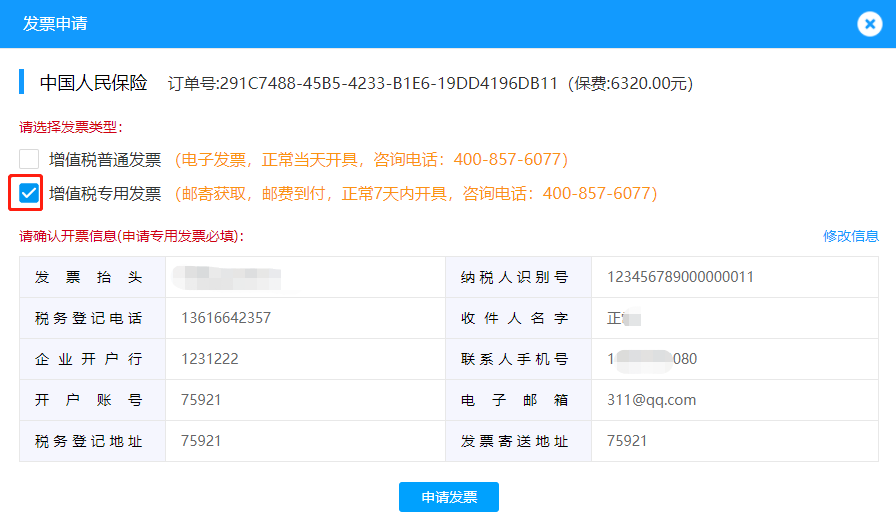 发票申请
中国人民保险 订单号:291C7488-45B5-4233-B1E6-19DD4196DB11（保费:6320.00元）
请选择发票类型：
增值税普通发票（电子发票，正常当天开具，咨询电话：400-857-6077）
增值税专用发票（邮寄获取，邮费到付，正常7天内开具，咨询电话：400-857-6077）
请确认开票信息(申请专用发票必填)： 修改信息
发票抬头 纳税人识别号 123456789000000011
税务登记电话 13616642357 收件人名字 正
企业开户行 1231222 联系人手机号 1 080
开户账号 75921 电子邮箱 311@qq.com
税务登记地址 75921 发票寄送地址 75921
申请发票